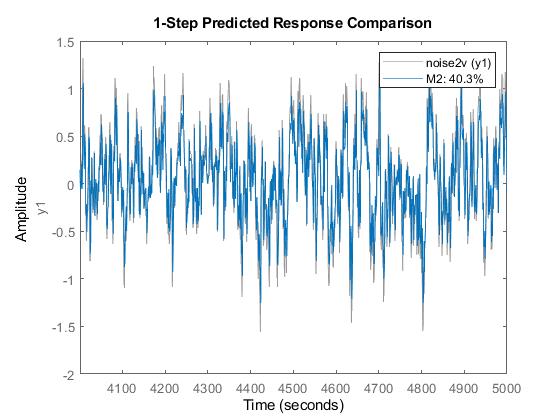 1-Step Predicted Response Comparison
1.5
1
0.5
0
-0.5
-1
-1.5
-2
Amplitude
y1
noise2v (y1)
M2: 40.3%
4100 4200 4300 4400 4500 4600 4700 4800 4900 5000
Time (seconds)